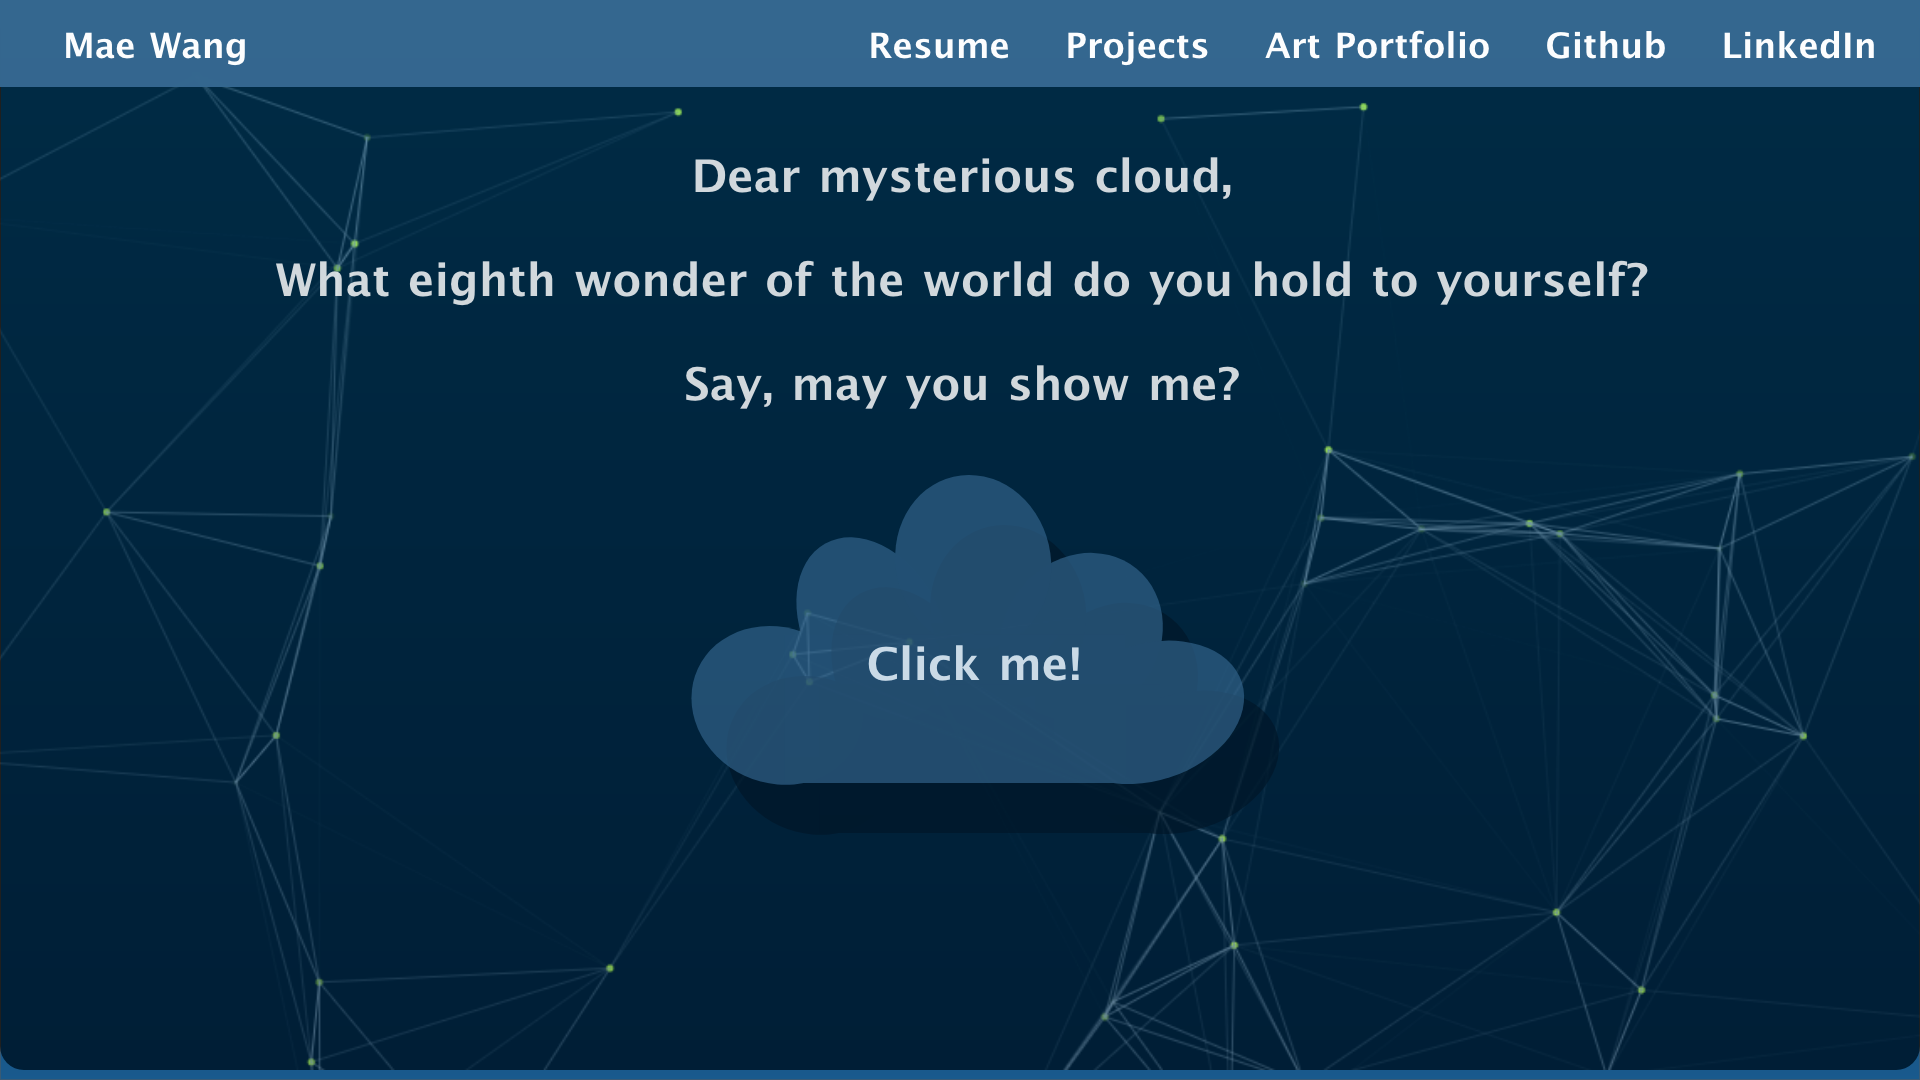 Mae Wang Resume Projects Art Portfolio Github LinkedIn
Dear mysterious cloud,
What eighth wonder of the world do you hold to yourself?
Say, may you show me?
Click me!